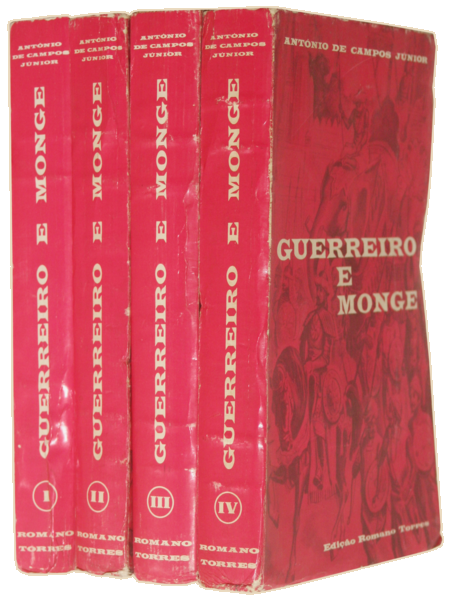 ANTÓNIO
DE CAMPOS
JÚNIOR
GUERREIRO E MONGE
I
ROMANO
TORRES
ANTÓNIO
DE CAMPOS
JÚNIOR
GUERREIRO E MONGE
II
ROMANO
TORRES
ANTÓNIO
DE CAMPOS
JÚNIOR
GUERREIRO E MONGE
III
ROMANO
TORRES
ANTÓNIO
DE CAMPOS
JÚNIOR
GUERREIRO E MONGE
IV
ROMANO
TORRES
ANTÓNIO DE CAMPOS JÚNIOR
GUERREIRO
E
MONGE
Edição Romano Torres